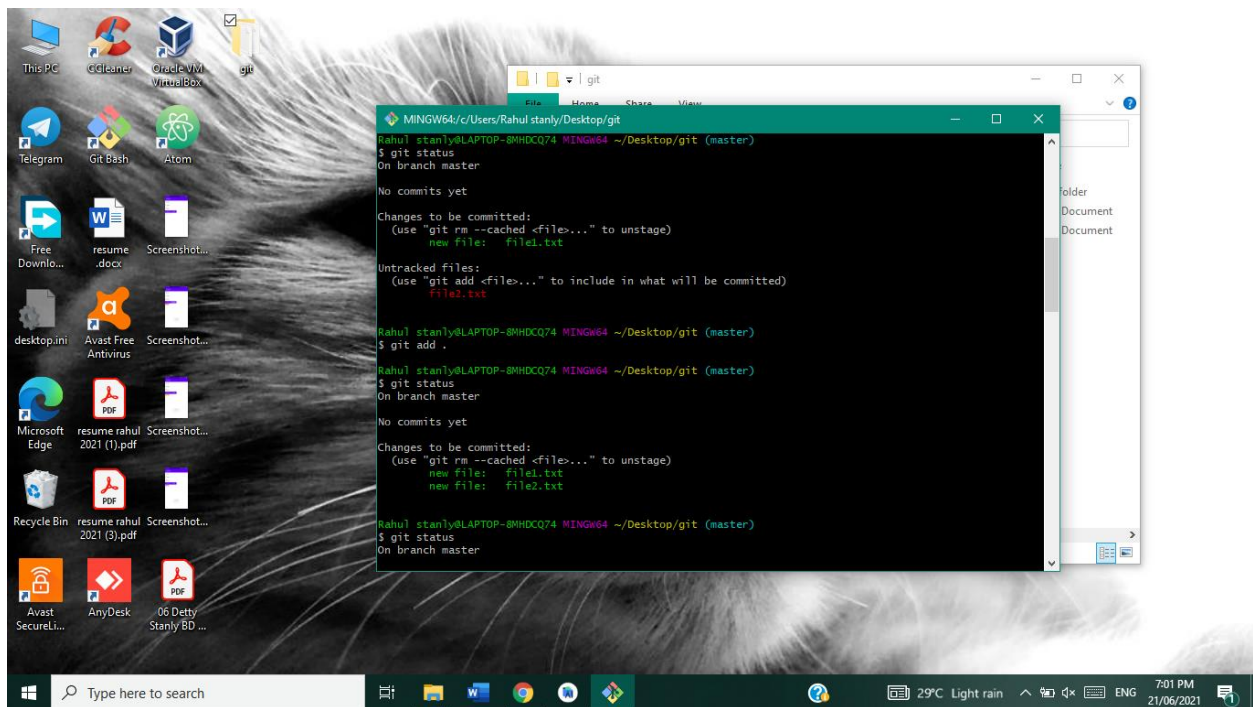 This PC
CCleaner
Oracle VM
VirtualBox
git
Telegram
Git Bash
Atom
Free
Downlo...
resume
.docx
Screenshot...
desktop.ini
Avast Free
Antivirus
Screenshot...
Microsoft
Edge
resume rahul
2021 (1).pdf
Screenshot...
Recycle Bin
resume rahul
2021 (3).pdf
Screenshot...
Avast
SecureLi...
AnyDesk
06 Detty
Stanly BD ...
git
File Home Share View
folder
Document
Document
MINGW64:/c/Users/Rahul stanly/Desktop/git
Rahul stanly@LAPTOP-8MHDCQ74 MINGW64 ~/Desktop/git (master)
$ git status
On branch master
No commits yet
Changes to be committed:
(use "git rm --cached <file>..." to unstage)
new file: file1.txt
Untracked files:
(use "git add <file>..." to include in what will be committed)
file2.txt
Rahul stanly@LAPTOP-8MHDCQ74 MINGW64 ~/Desktop/git (master)
$ git add .
Rahul stanly@LAPTOP-8MHDCQ74 MINGW64 ~/Desktop/git (master)
$ git status
On branch master
No commits yet
Changes to be committed:
(use "git rm --cached <file>..." to unstage)
new file: file1.txt
new file: file2.txt
Rahul stanly@LAPTOP-8MHDCQ74 MINGW64 ~/Desktop/git (master)
$ git status
On branch master
Type here to search
29°C Light rain
ENG
7:01 PM
21/06/2021
1